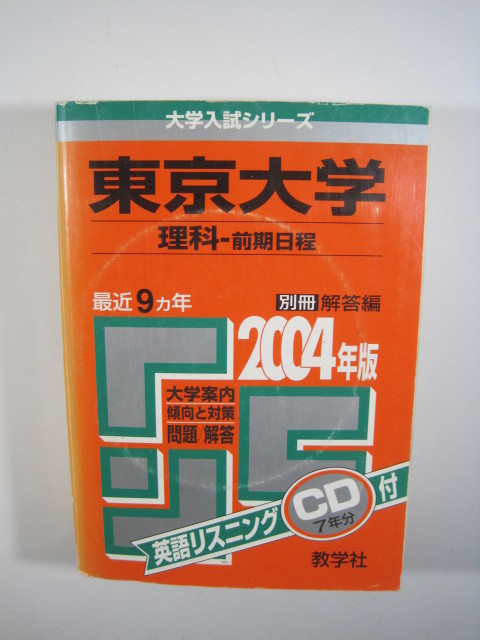 大学入試シリーズ
東京大学
理科-前期日程
最近9ヵ年
別冊 解答編
2004年版
大学案内
傾向と対策
問題/解答
英語リスニングCD付
7年分
教学社